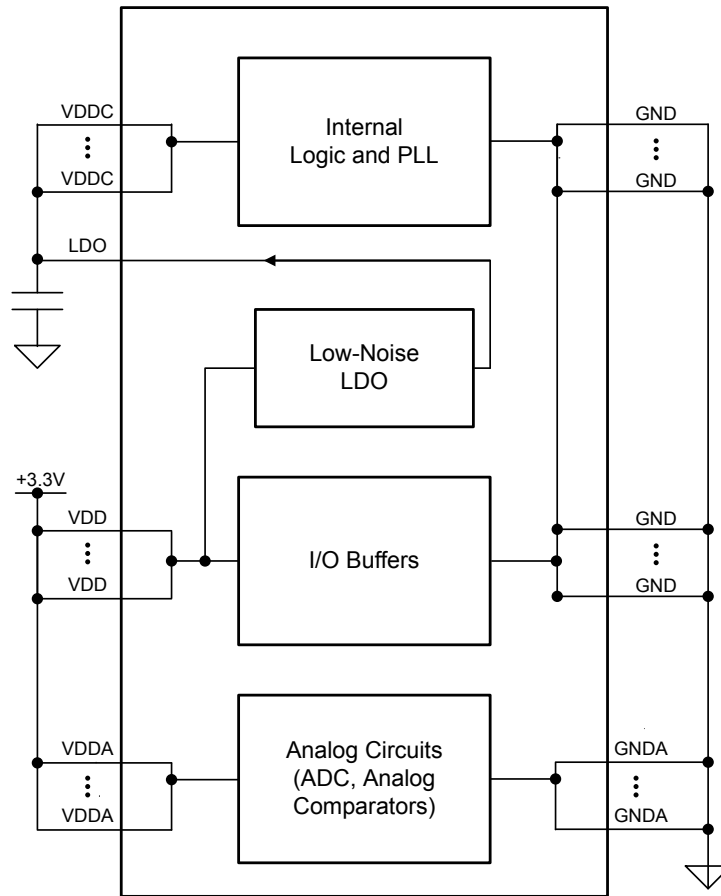 VDDC
VDDC
Internal
Logic and PLL
GND
GND
LDO
Low-Noise
LDO
+3.3V
VDD
VDD
I/O Buffers
GND
GND
VDDA
VDDA
Analog Circuits
(ADC, Analog
Comparators)
GNDA
GNDA